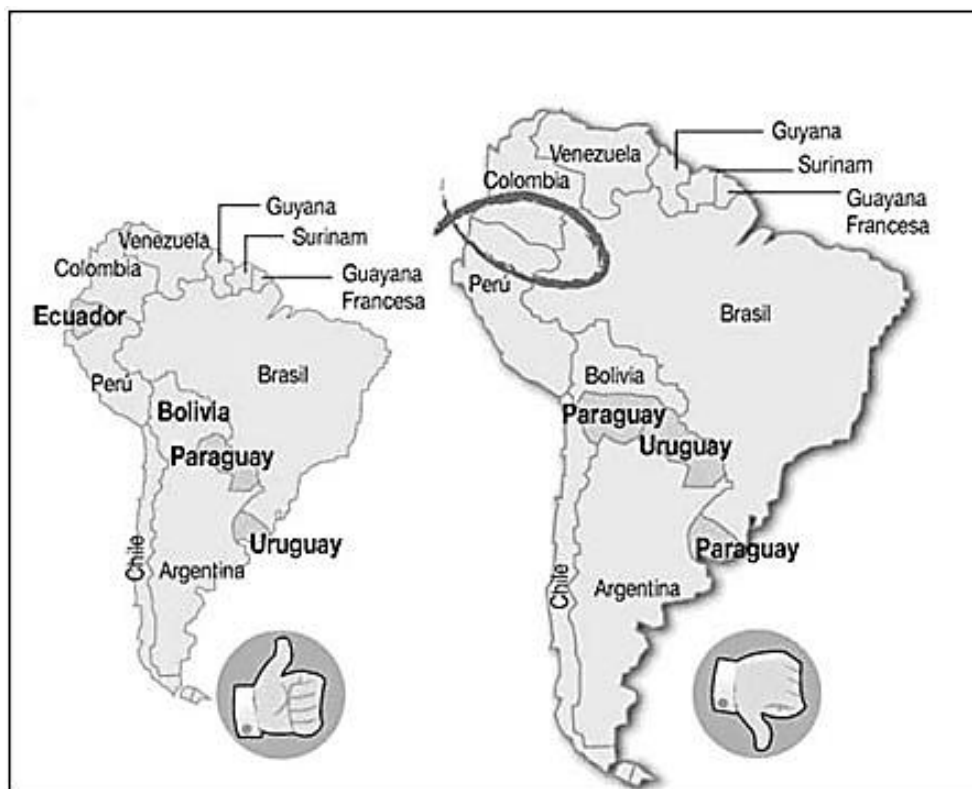 Guyana
Venezuela
Surinam
Colombia
Guayana
Francesa
Ecuador
Perú
Brasil
Bolivia
Paraguay
Uruguay
Chile
Argentina
Guyana
Venezuela
Surinam
Colombia
Guayana
Francesa
Perú
Brasil
Bolivia
Paraguay
Uruguay
Paraguay
Chile
Argentina